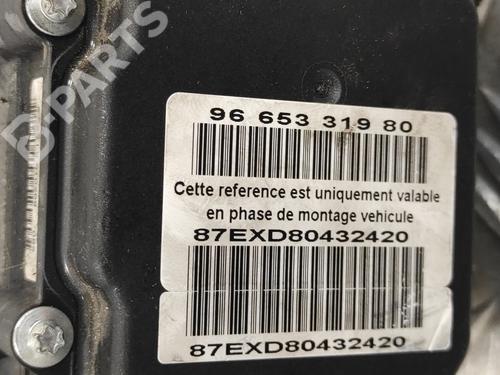 B-PARTS
96 653 319 80
Cette reference est uniquement valable
en phase de montage vehicule
87EXD80432420
87EXD80432420